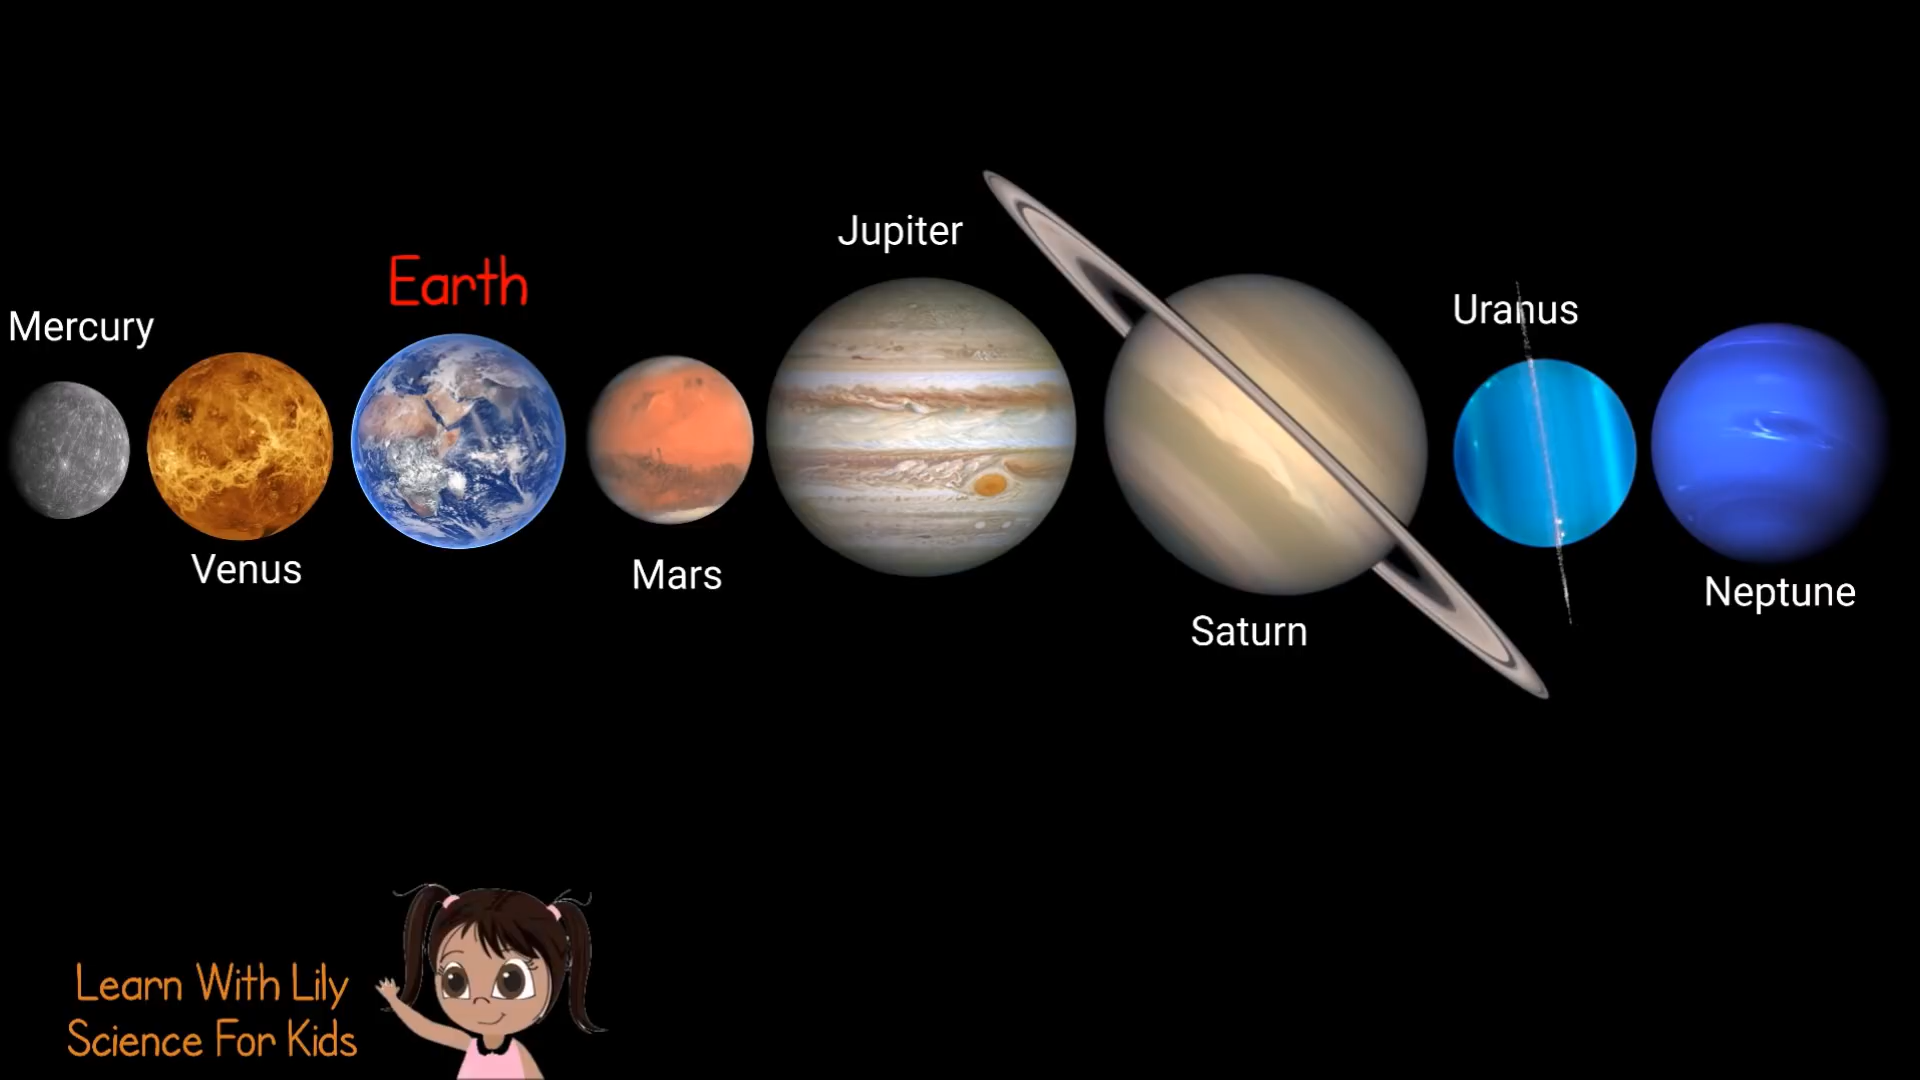 Mercury
Venus
Earth
Mars
Jupiter
Saturn
Uranus
Neptune
Learn With Lily
Science For Kids